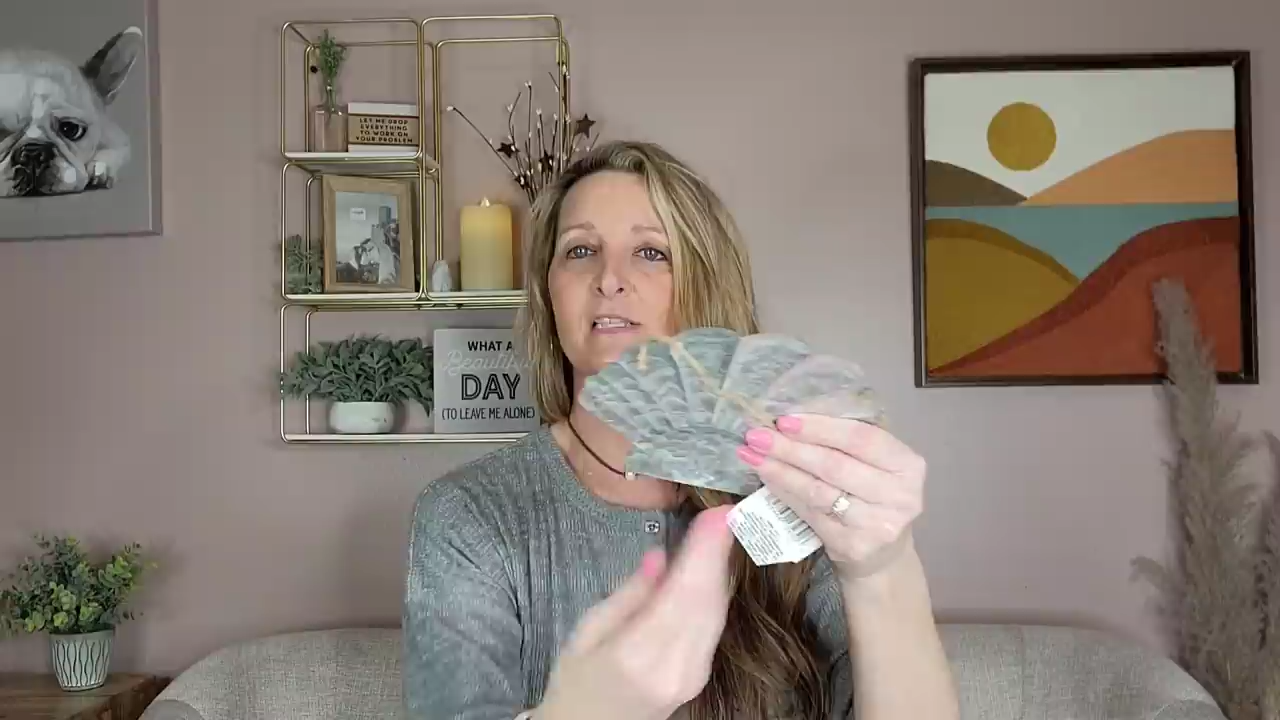 LET ME DROP
EVERYTHING
TO WORK ON
YOUR PROBLEM
WHAT A
Beautiful
DAY
(TO LEAVE ME ALONE)